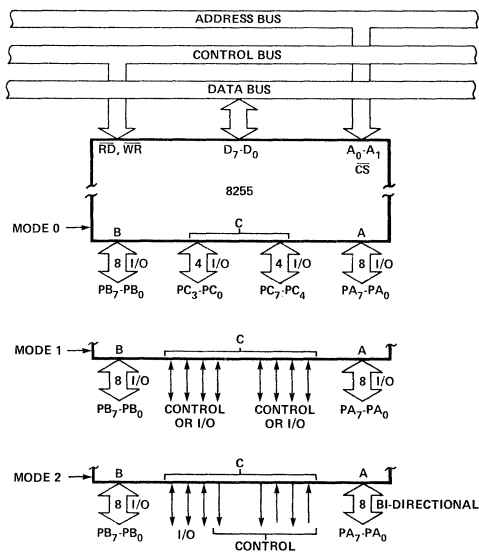 ADDRESS BUS
CONTROL BUS
DATA BUS
RD, WR
D7-D0
A0-A1
CS
8255
MODE 0
B
C
A
8 I/O
4 I/O
4 I/O
8 I/O
PB7-PB0
PC3-PC0
PC7-PC4
PA7-PA0
MODE 1
B
C
A
8 I/O
8 I/O
PB7-PB0
CONTROL
OR I/O
CONTROL
OR I/O
PA7-PA0
MODE 2
B
C
A
8 I/O
8 BI-DIRECTIONAL
PB7-PB0
I/O
CONTROL
PA7-PA0